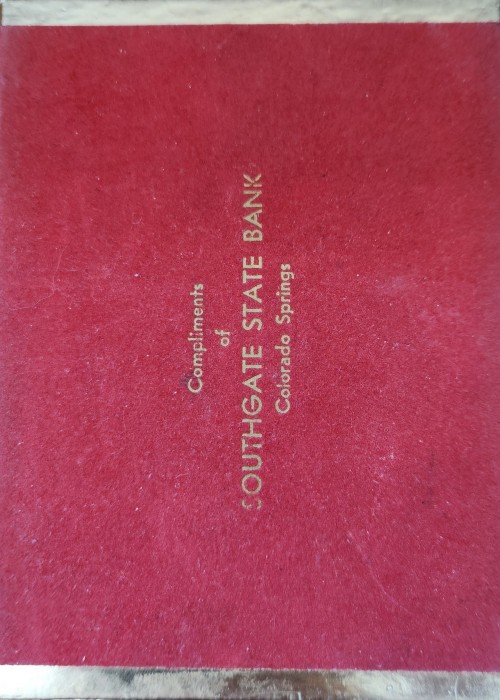 Compliments
of
SOUTHGATE STATE BANK
Colorado Springs